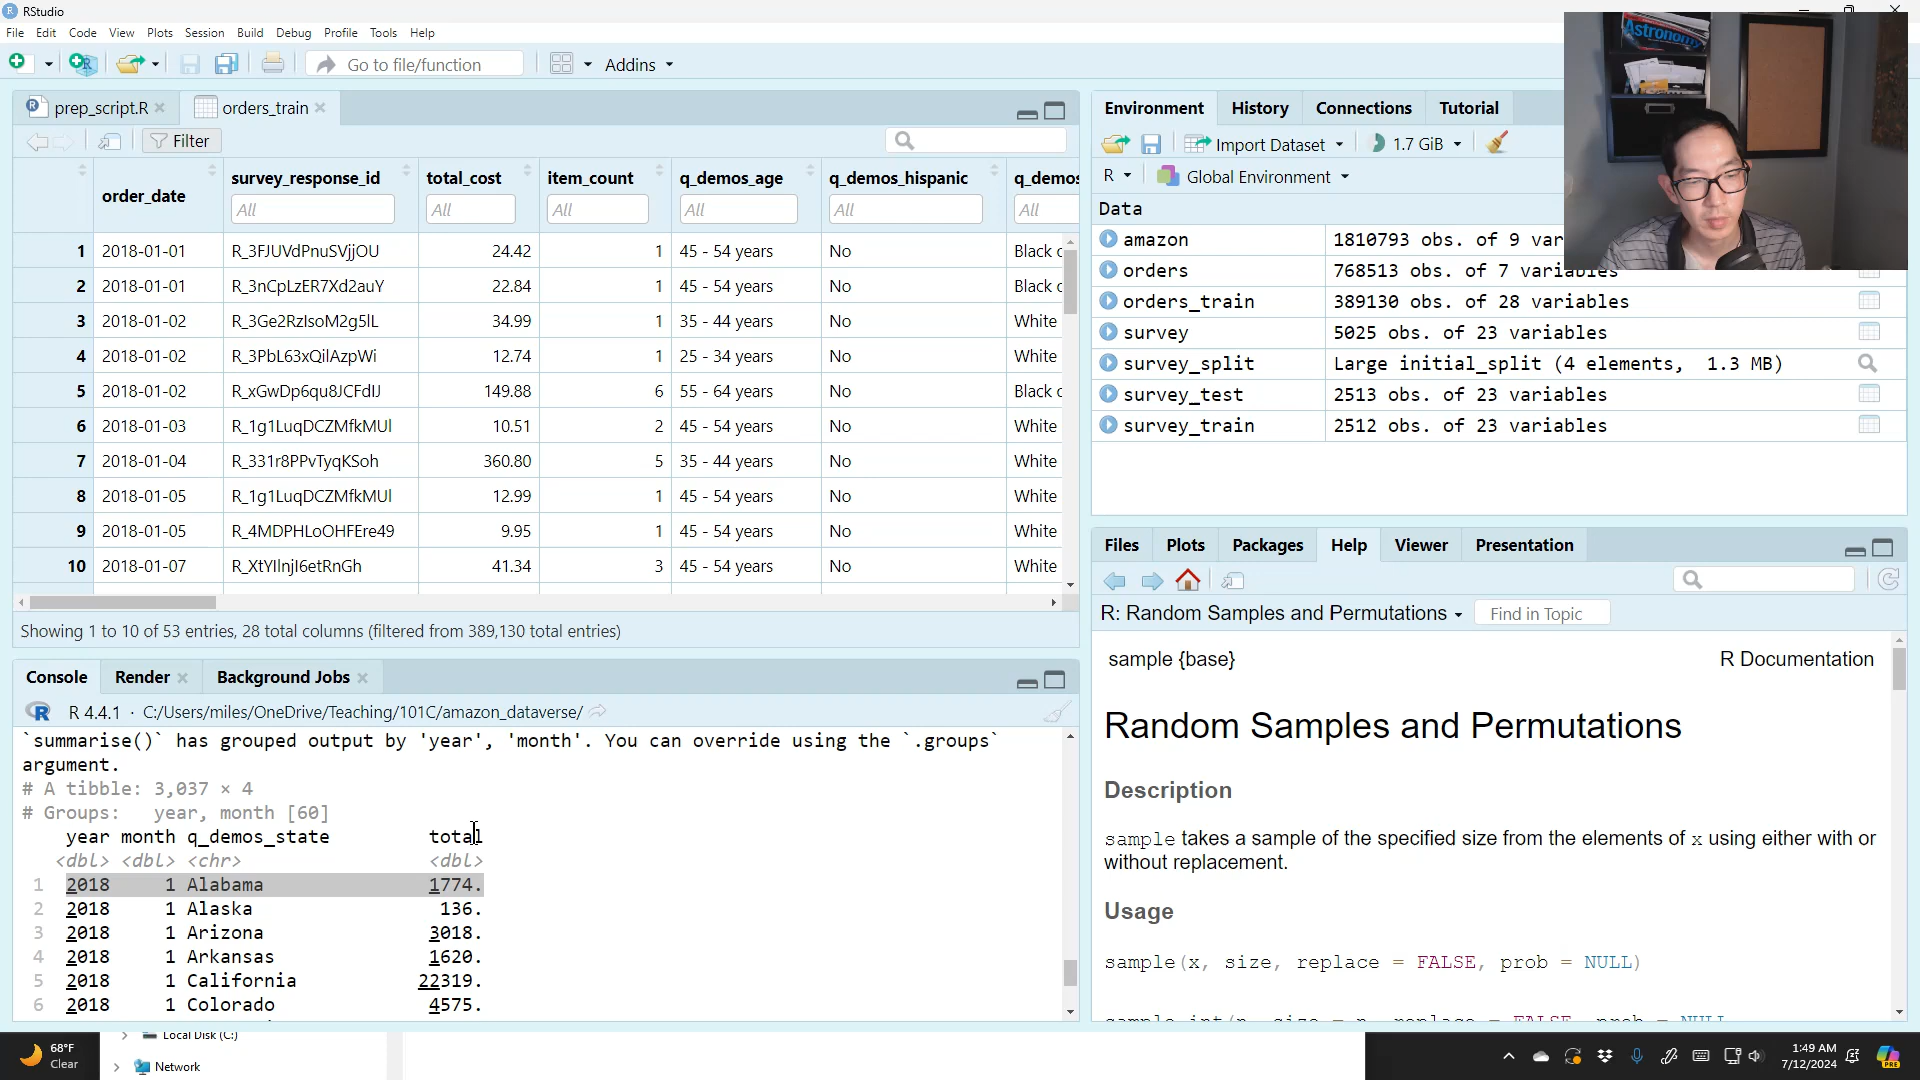 RStudio
File Edit Code View Plots Session Build Debug Profile Tools Help
Go to file/function Addins
prep_script.R orders_train
Filter
order_date survey_response_id total_cost item_count q_demos_age q_demos_hispanic q_demos
All All All All All All
1 2018-01-01 R_3FJUVdPnuSVjjOU 24.42 1 45 - 54 years No Black
2 2018-01-01 R_3nCpLzER7Xd2auY 22.84 1 45 - 54 years No Black
3 2018-01-02 R_3Ge2RzIsoM2g5lL 34.99 1 35 - 44 years No White
4 2018-01-02 R_3PbL63xQilAzpWi 12.74 1 25 - 34 years No White
5 2018-01-02 R_xGwDp6qu8JCFdIJ 149.88 6 55 - 64 years No Black
6 2018-01-03 R_1g1LuqDCZMfkMUl 10.51 2 45 - 54 years No White
7 2018-01-04 R_331r8PPvTyqKSoh 360.80 5 35 - 44 years No White
8 2018-01-05 R_1g1LuqDCZMfkMUl 12.99 1 45 - 54 years No White
9 2018-01-05 R_4MDPHLoOHFEre49 9.95 1 45 - 54 years No White
10 2018-01-07 R_XtYIlnjI6etRnGh 41.34 3 45 - 54 years No White
Showing 1 to 10 of 53 entries, 28 total columns (filtered from 389,130 total entries)
Console Render Background Jobs
R 4.4.1 · C:/Users/miles/OneDrive/Teaching/101C/amazon_dataverse/
`summarise()` has grouped output by 'year', 'month'. You can override using the `.groups`
argument.
# A tibble: 3,037 × 4
# Groups: year, month [60]
year month q_demos_state total
<dbl> <dbl> <chr> <dbl>
1 2018 1 Alabama 1774.
2 2018 1 Alaska 136.
3 2018 1 Arizona 3018.
4 2018 1 Arkansas 1620.
5 2018 1 California 22319.
6 2018 1 Colorado 4575.
Environment History Connections Tutorial
Import Dataset 1.7 GiB
R Global Environment
Data
amazon 1810793 obs. of 9 var
orders 768513 obs. of 7 variables
orders_train 389130 obs. of 28 variables
survey 5025 obs. of 23 variables
survey_split Large initial_split (4 elements, 1.3 MB)
survey_test 2513 obs. of 23 variables
survey_train 2512 obs. of 23 variables
Files Plots Packages Help Viewer Presentation
R: Random Samples and Permutations Find in Topic
sample {base} R Documentation
Random Samples and Permutations
Description
sample takes a sample of the specified size from the elements of x using either with or
without replacement.
Usage
sample(x, size, replace = FALSE, prob = NULL)
sample.int(n, size = n, replace = FALSE, prob = NULL
Astronomy
Local Disk (C:)
Network
68°F
Clear
1:49 AM
7/12/2024
PRE